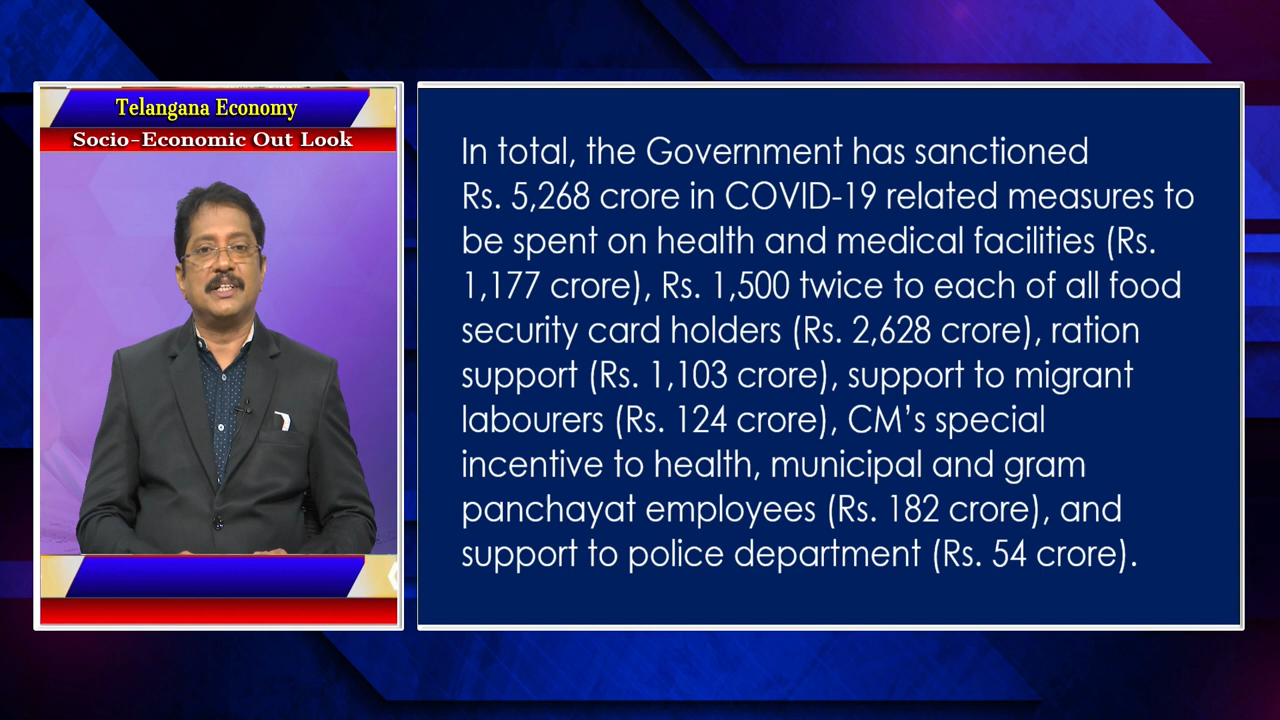 Telangana Economy
Socio-Economic Out Look
In total, the Government has sanctioned
Rs. 5,268 crore in COVID-19 related measures to
be spent on health and medical facilities (Rs.
1,177 crore), Rs. 1,500 twice to each of all food
security card holders (Rs. 2,628 crore), ration
support (Rs. 1,103 crore), support to migrant
labourers (Rs. 124 crore), CM’s special
incentive to health, municipal and gram
panchayat employees (Rs. 182 crore), and
support to police department (Rs. 54 crore).